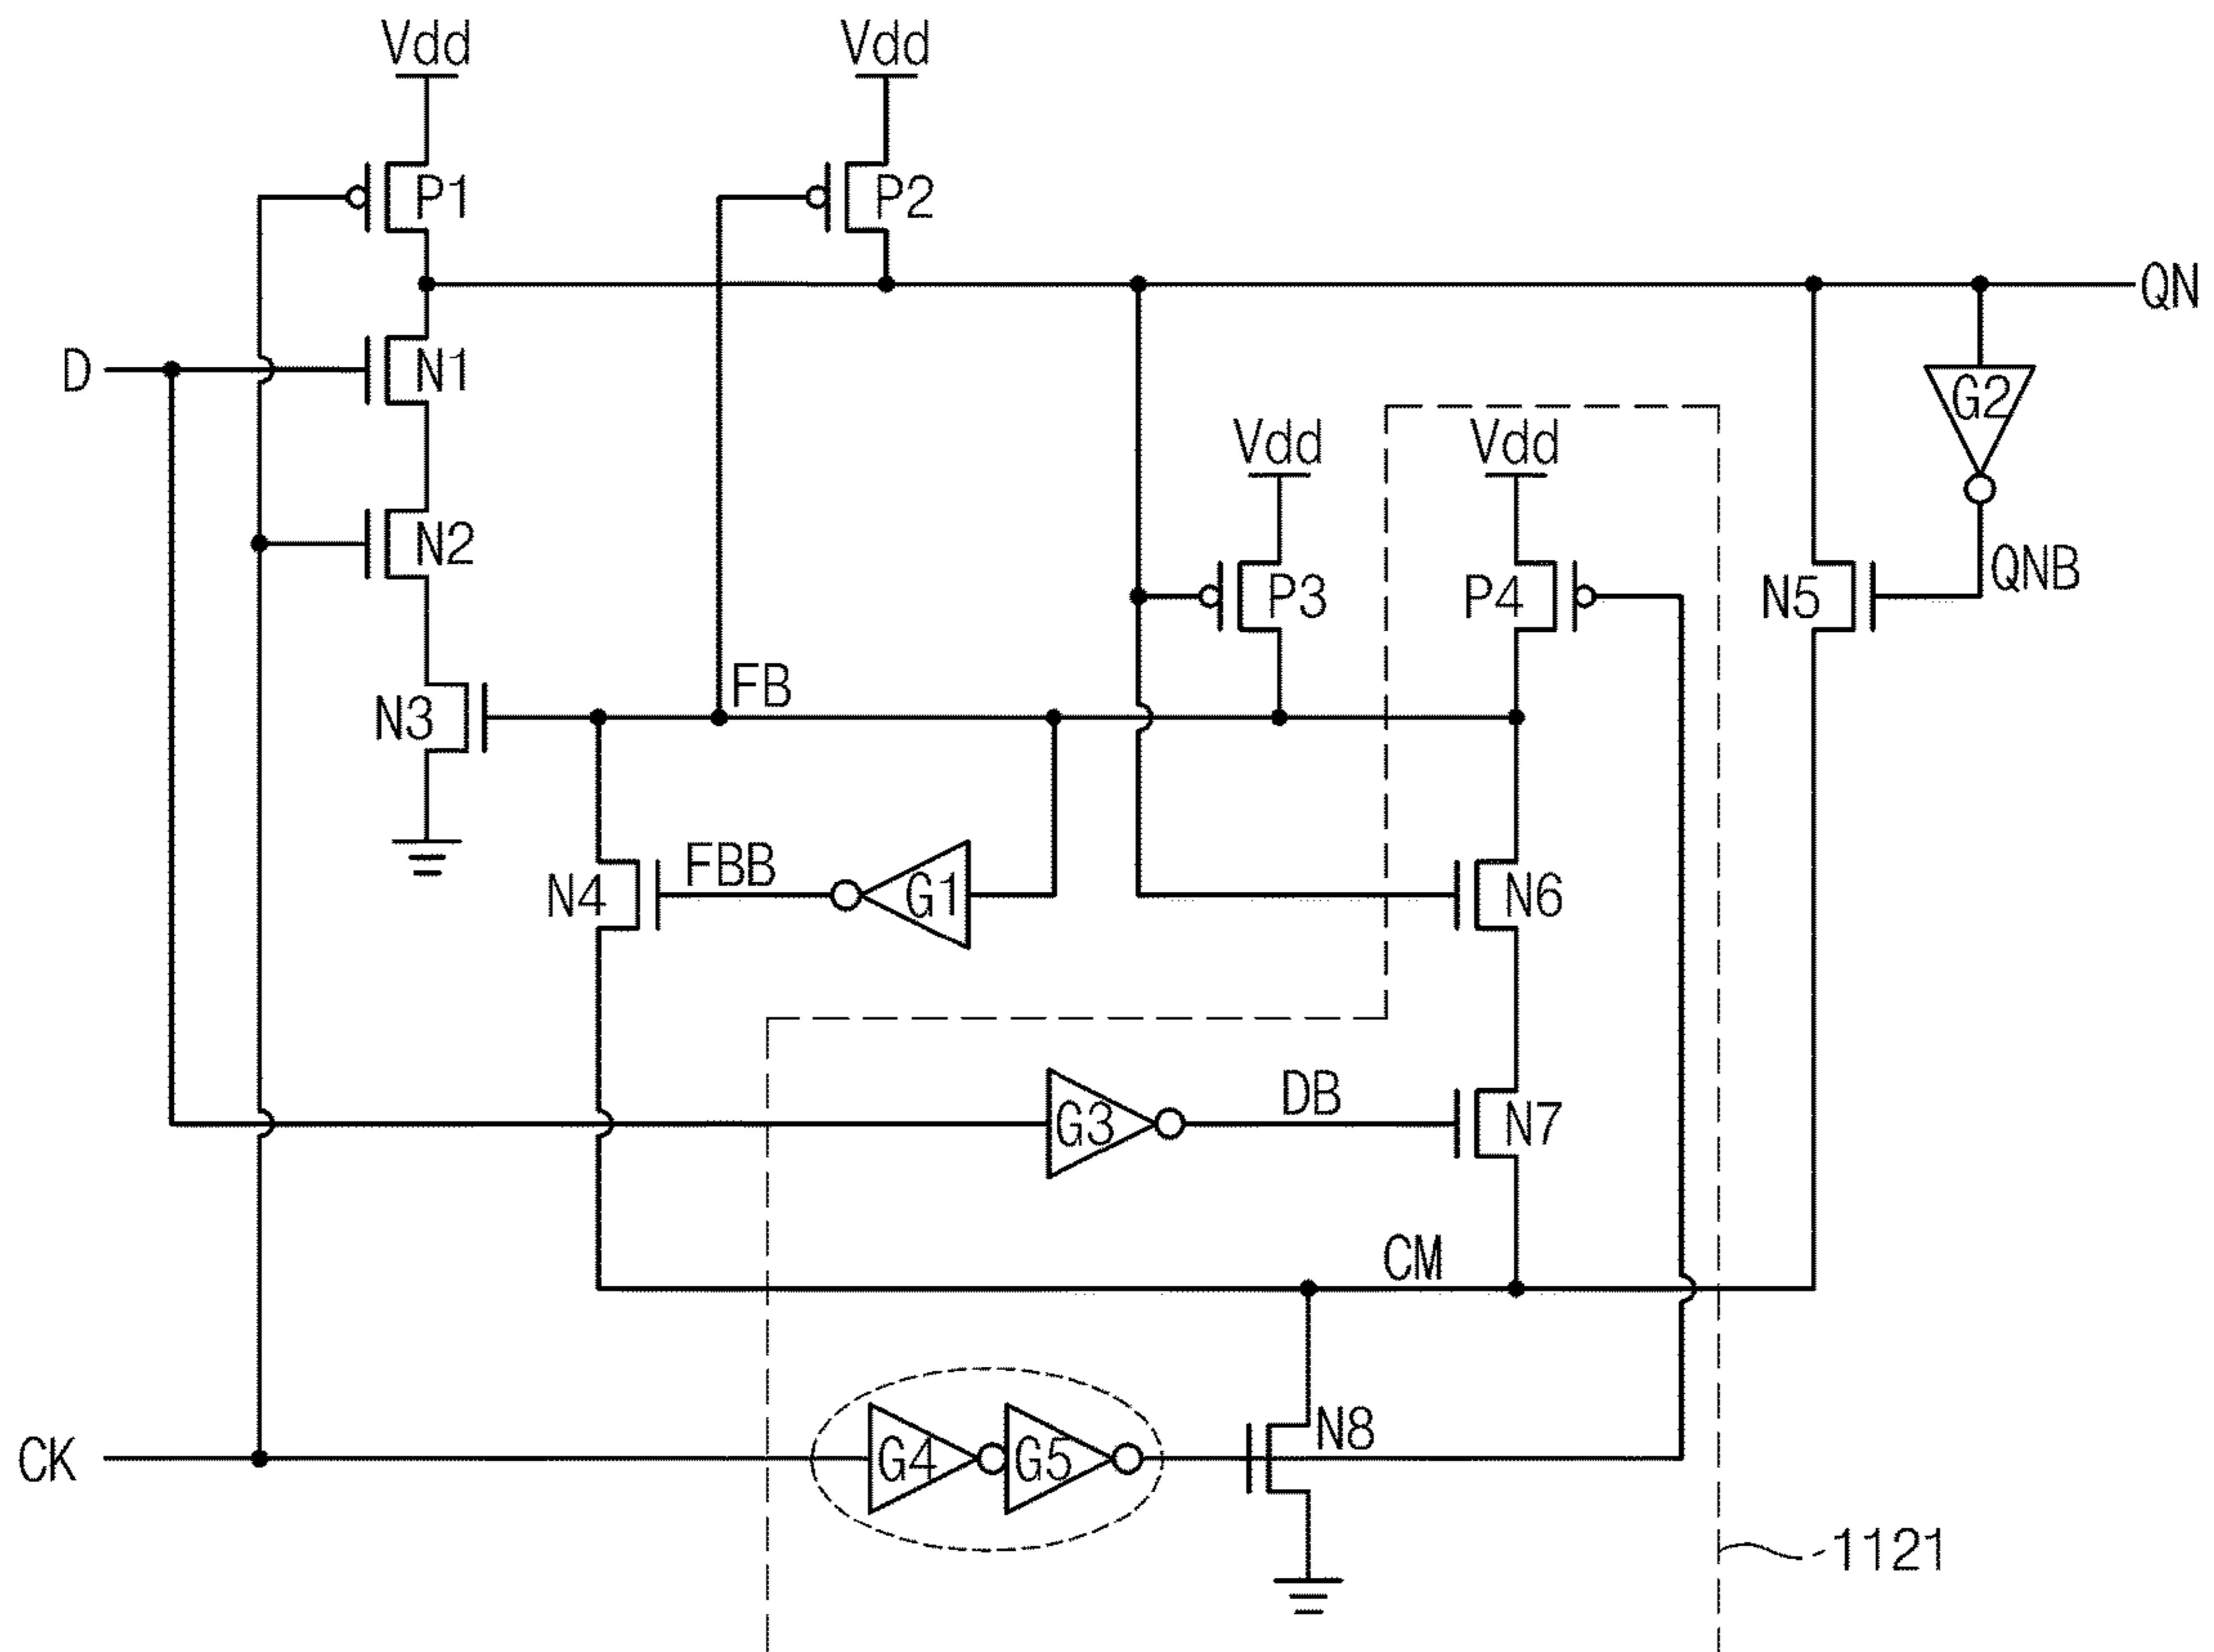 Vdd
Vdd
P1
P2
QN
D
N1
G2
Vdd
Vdd
N2
QNB
P3
P4
N5
FB
N3
FBB
G1
N4
N6
DB
G3
N7
CM
N8
CK
G4
G5
1121